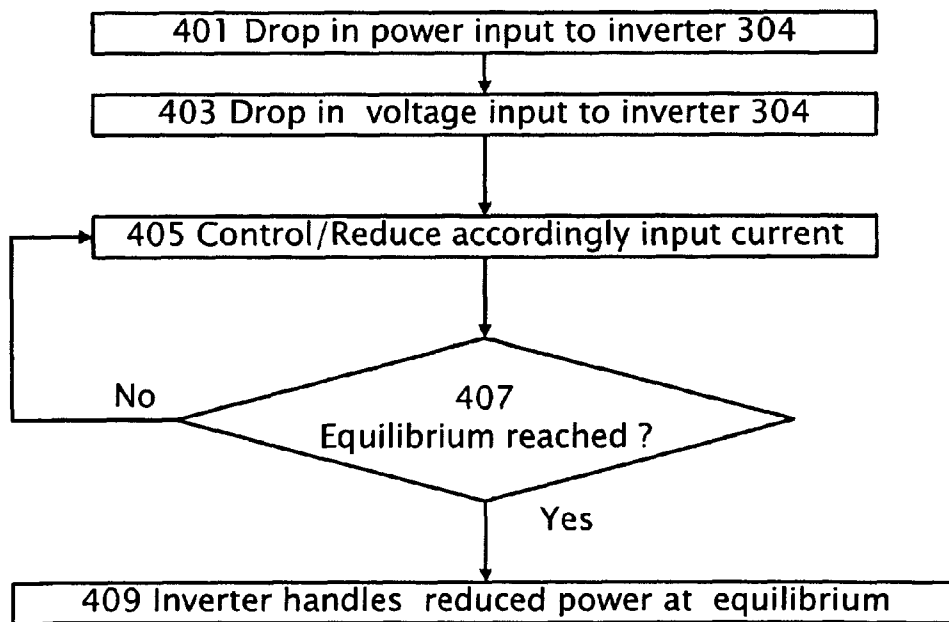 401 Drop in power input to inverter 304
403 Drop in voltage input to inverter 304
405 Control/Reduce accordingly input current
No
407
Equilibrium reached ?
Yes
409 Inverter handles reduced power at equilibrium